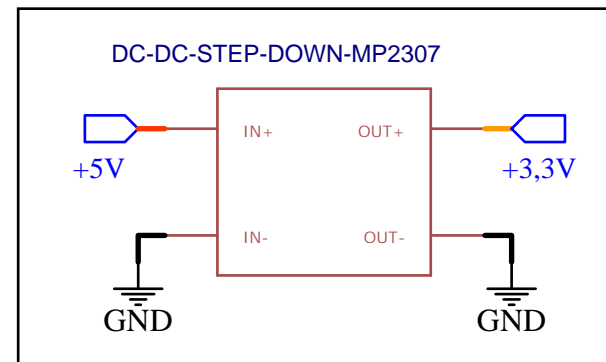 DC-DC-STEP-DOWN-MP2307
IN+ OUT+
+5V +3,3V
IN- OUT-
GND GND